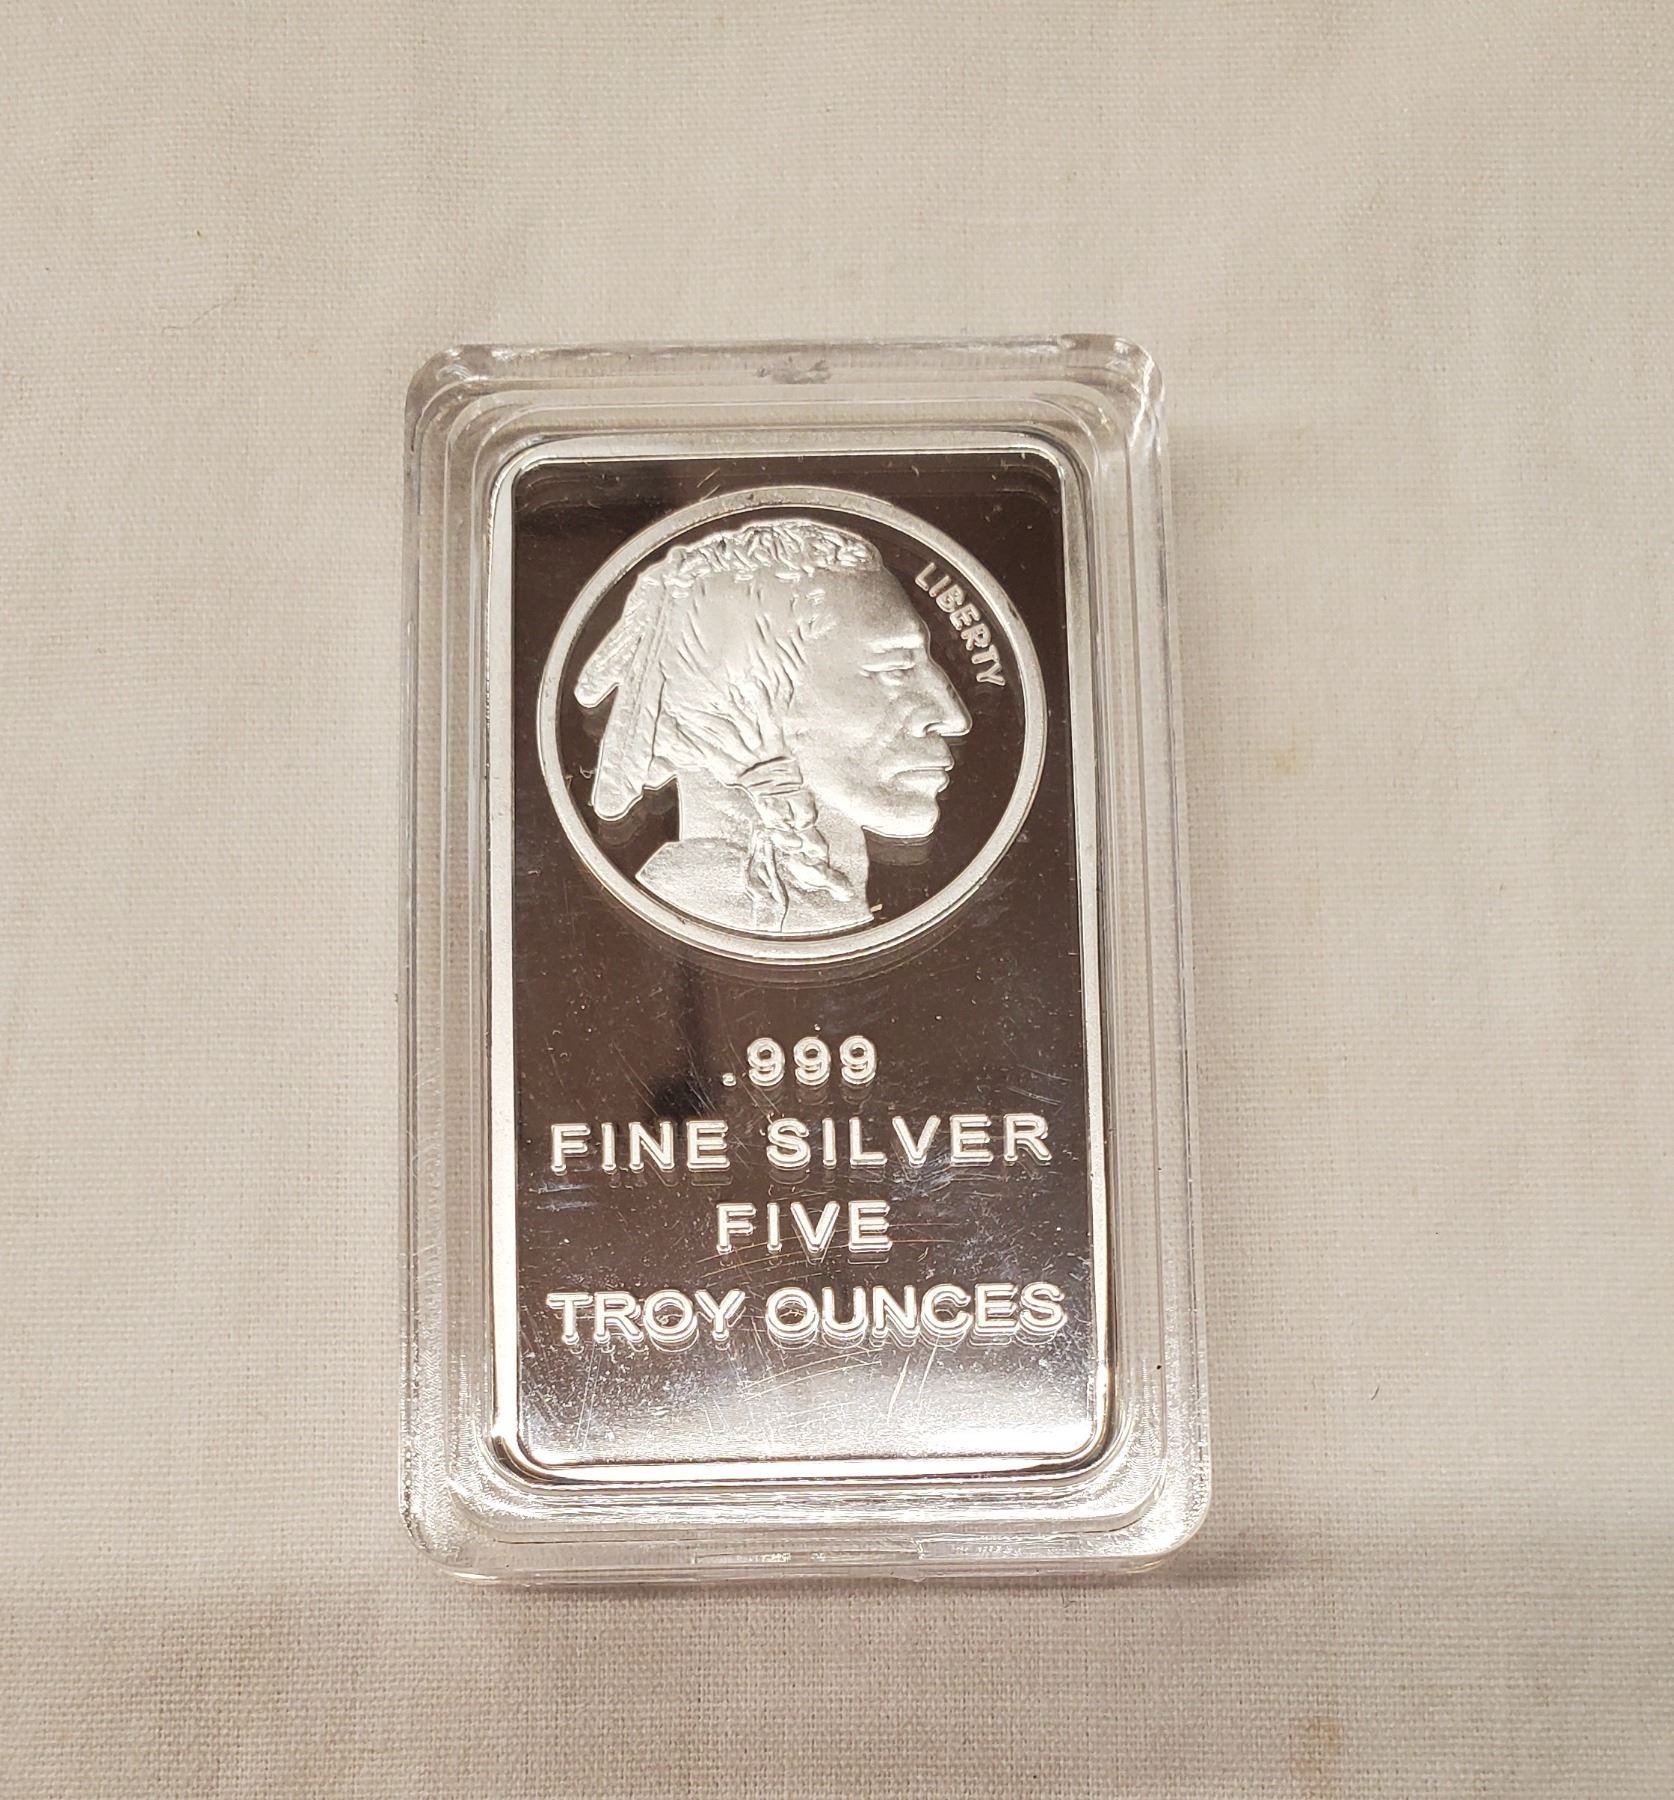 LIBERTY
.999
FINE SILVER
FIVE
TROY OUNCES